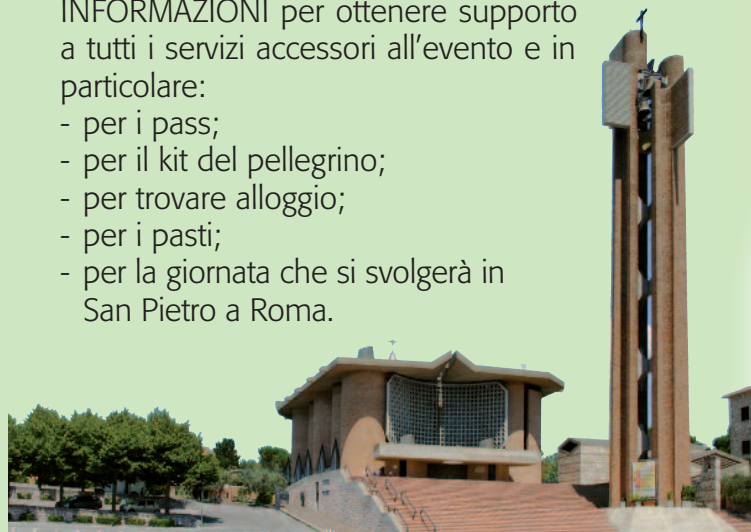 INFORMAZIONI per ottenere supporto
a tutti i servizi accessori all’evento e in
particolare:
- per i pass;
- per il kit del pellegrino;
- per trovare alloggio;
- per i pasti;
- per la giornata che si svolgerà in
San Pietro a Roma.